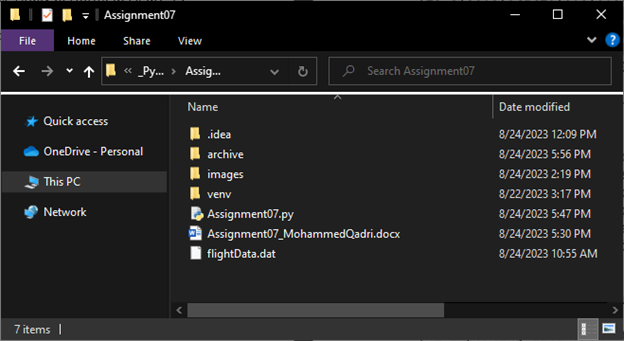 Assignment07
File Home Share View
« _Py... Assig... Search Assignment07
Name Date modified
Quick access
OneDrive - Personal
This PC
Network
.idea 8/24/2023 12:09 PM
archive 8/24/2023 5:56 PM
images 8/24/2023 2:19 PM
venv 8/22/2023 3:17 PM
Assignment07.py 8/24/2023 5:47 PM
Assignment07_MohammedQadri.docx 8/24/2023 5:30 PM
flightData.dat 8/24/2023 10:55 AM
7 items